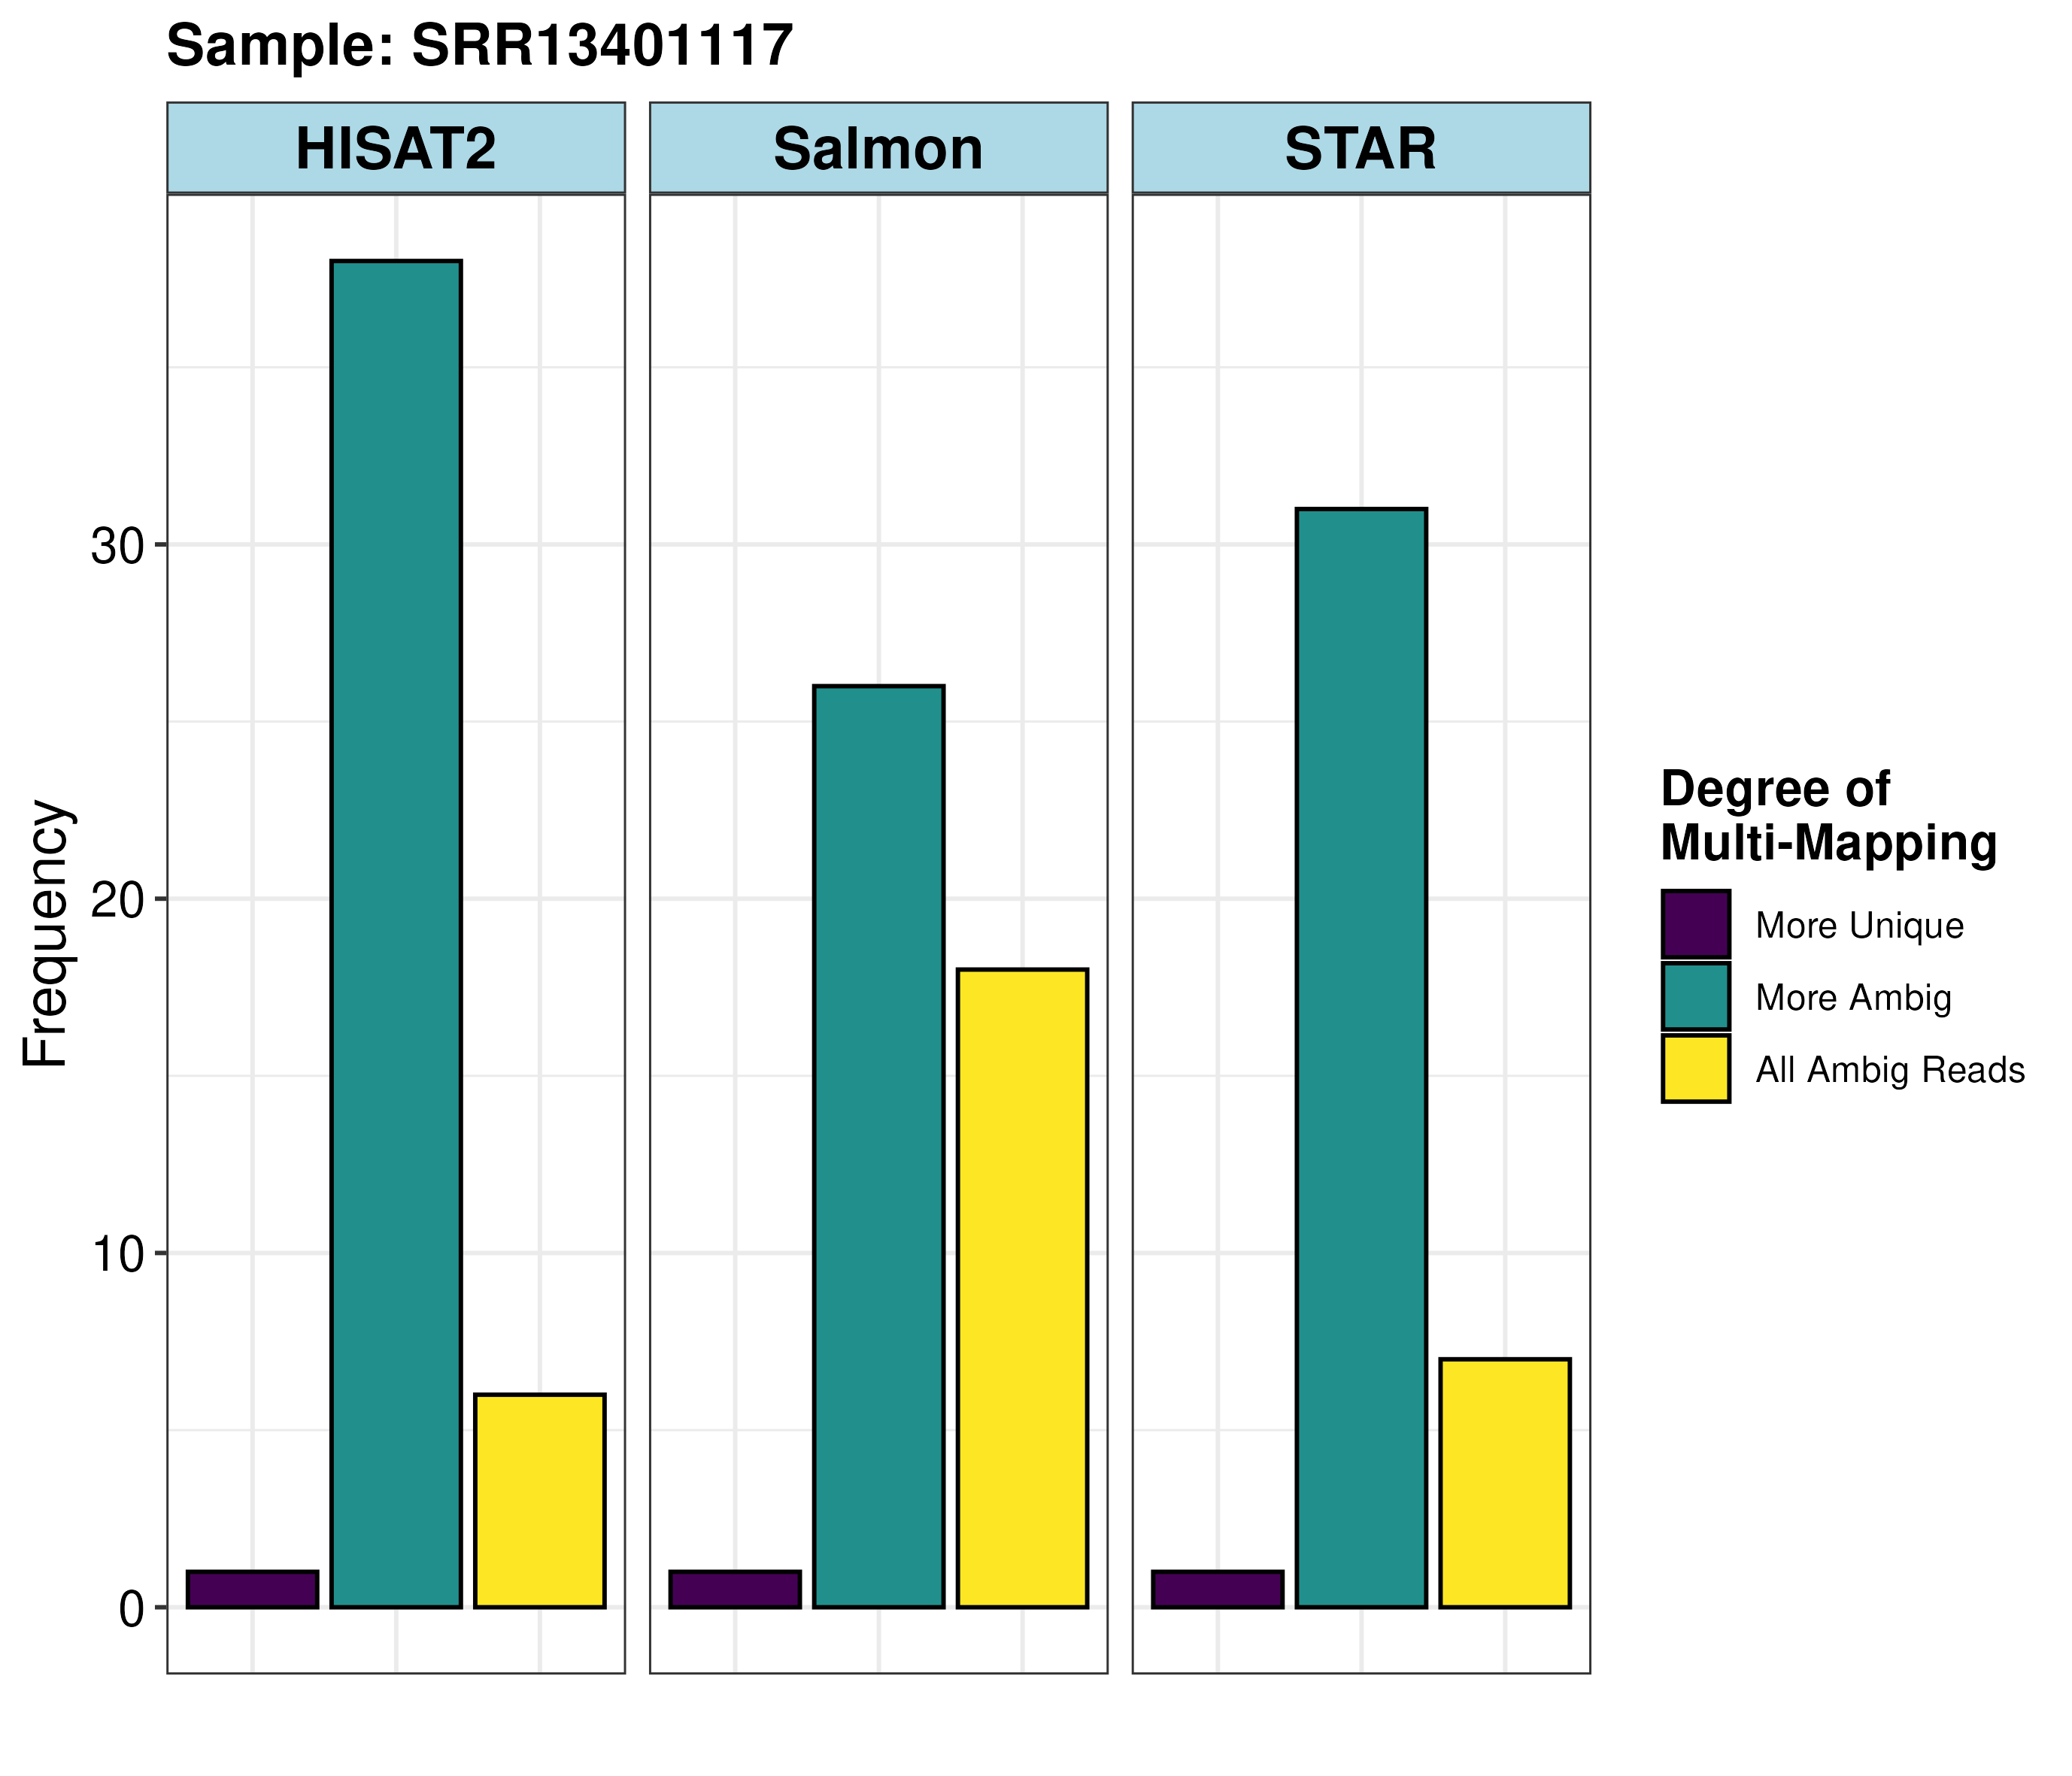 Sample: SRR13401117
HISAT2
Salmon
STAR
Frequency
30
20
10
0
Degree of
Multi-Mapping
More Unique
More Ambig
All Ambig Reads